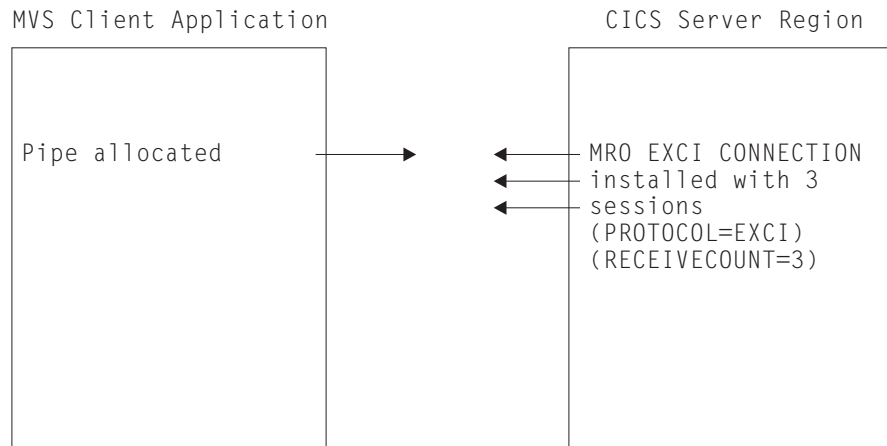 MVS Client Application
CICS Server Region
Pipe allocated
MRO EXCI CONNECTION
installed with 3
sessions
(PROTOCOL=EXCI)
(RECEIVECOUNT=3)